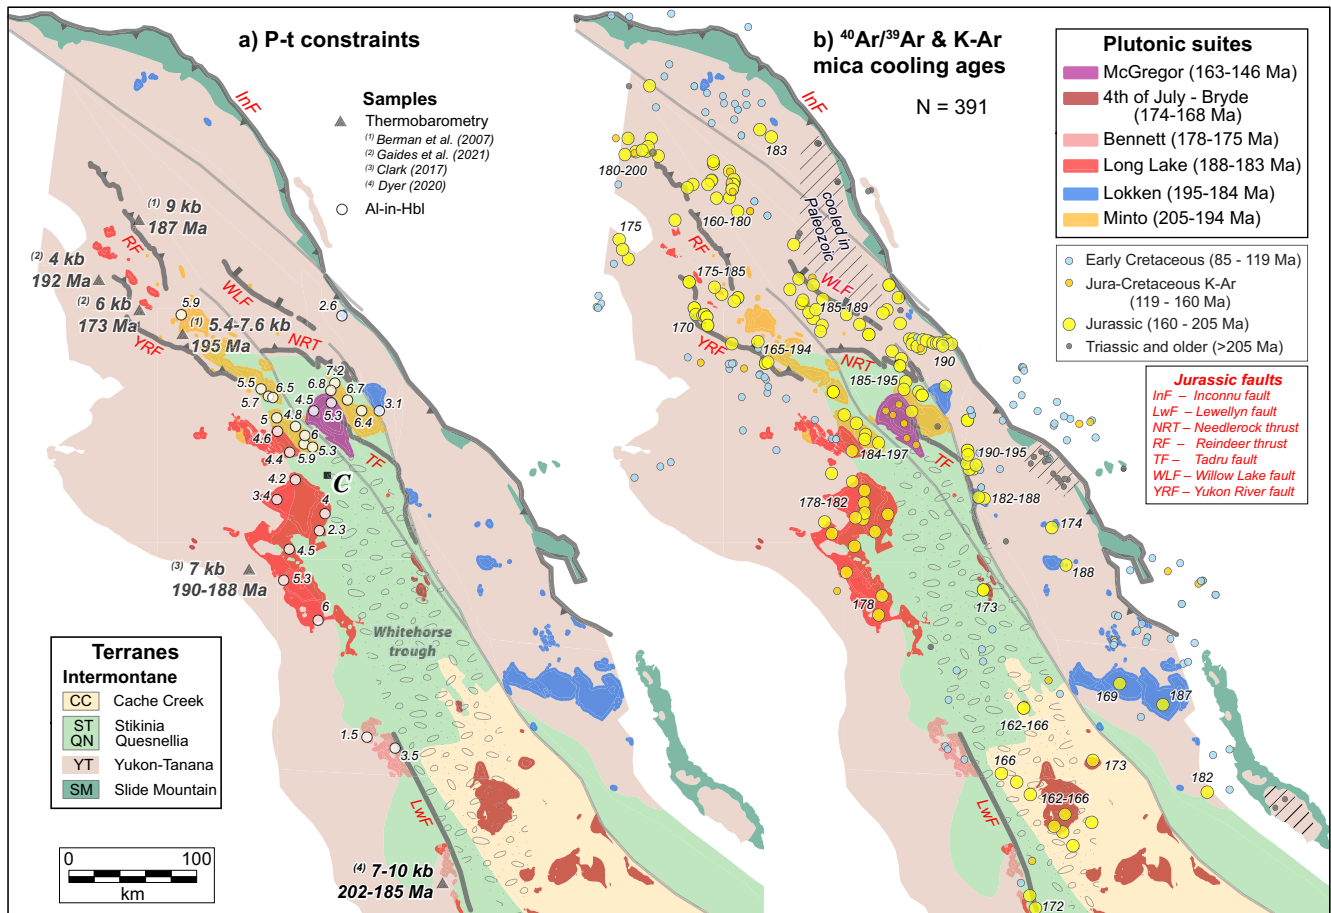 a) P-t constraints
Samples
Thermobarometry
(1) Berman et al. (2007)
(2) Gaides et al. (2021)
(3) Clark (2017)
(4) Dyer (2020)
Al-in-Hbl
InF
(1) 9 kb
187 Ma
RF
(2) 4 kb
192 Ma
(2) 6 kb
173 Ma
YRF
5.9
(1) 5.4-7.6 kb
195 Ma
WLF
2.6
NRT
7.2
6.8
6.7
5.5
6.5
5.7
4.5
5.3
3.1
6.4
5
4.8
4.6
6
5.3
5.9
4.4
TF
C
4.2
3.4
4
2.3
4.5
(3) 7 kb
190-188 Ma
5.3
6
Whitehorse
trough
1.5
3.5
LwF
(4) 7-10 kb
202-185 Ma
Terranes
Intermontane
CC Cache Creek
ST Stikinia
QN Quesnellia
YT Yukon-Tanana
SM Slide Mountain
0 100
km
b) 40Ar/39Ar & K-Ar
mica cooling ages
N = 391
InF
183
180-200
cooled in
Paleozoic
160-180
175
RF
175-185
WLF
185-189
170
YRF
165-194
NRT
190
185-195
184-197
TF
190-195
178-182
182-188
174
188
178
173
169
187
162-166
166
173
182
162-166
LwF
172
Plutonic suites
McGregor (163-146 Ma)
4th of July - Bryde
(174-168 Ma)
Bennett (178-175 Ma)
Long Lake (188-183 Ma)
Lokken (195-184 Ma)
Minto (205-194 Ma)
Early Cretaceous (85 - 119 Ma)
Jura-Cretaceous K-Ar
(119 - 160 Ma)
Jurassic (160 - 205 Ma)
Triassic and older (>205 Ma)
Jurassic faults
InF – Inconnu fault
LwF – Lewellyn fault
NRT – Needlerock thrust
RF – Reindeer thrust
TF – Tadru fault
WLF – Willow Lake fault
YRF – Yukon River fault